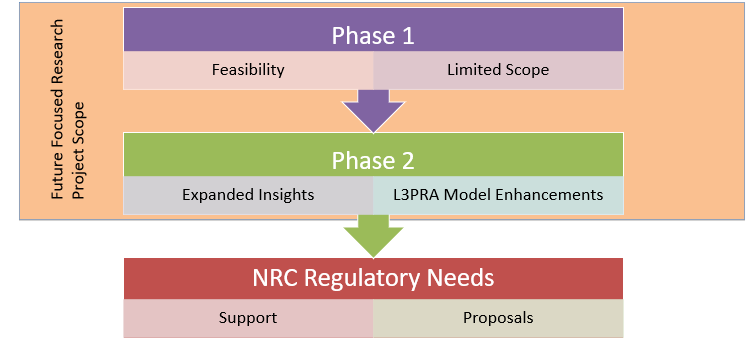 Future Focused Research
Project Scope
Phase 1
Feasibility
Limited Scope
Phase 2
Expanded Insights
L3PRA Model Enhancements
NRC Regulatory Needs
Support
Proposals